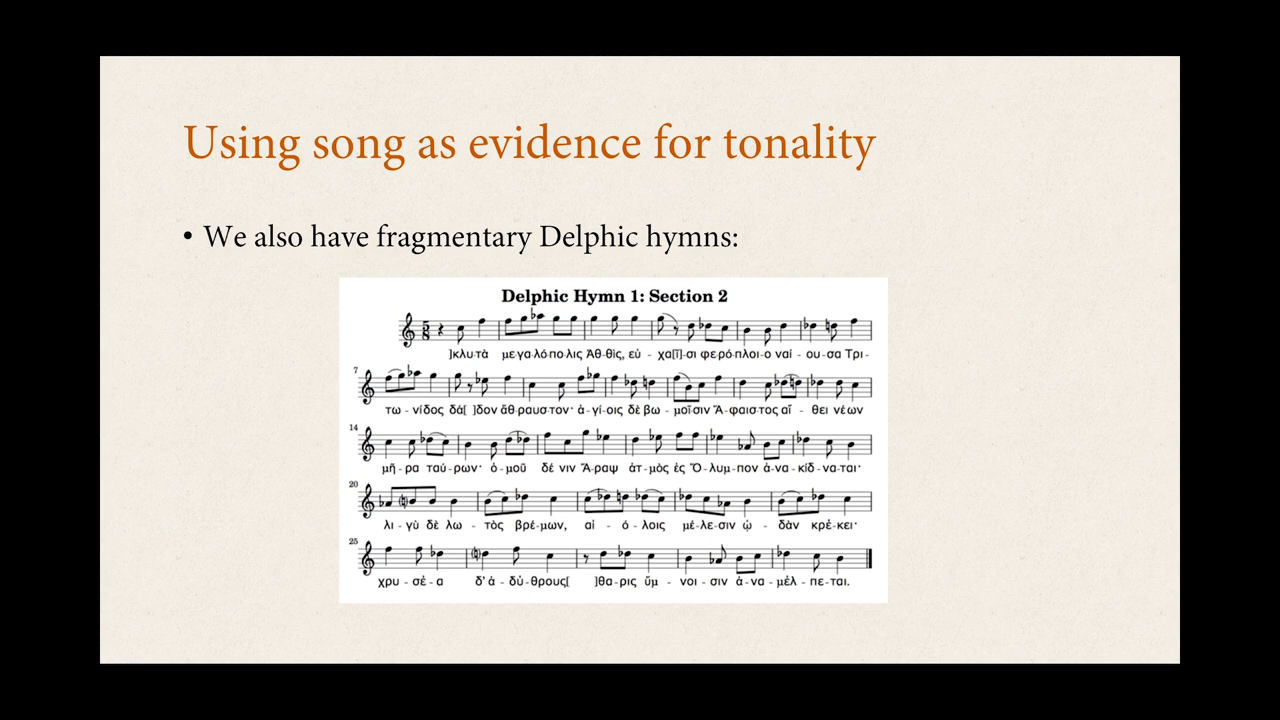 Using song as evidence for tonality
• We also have fragmentary Delphic hymns:
Delphic Hymn 1: Section 2
5
8
]κλυ-τὰ με-γα-λό-πο-λις Ἀθ-θὶς, εὐ - χα[ῖ]-σι φε-ρό-πλοι-ο ναί - ου-σα Τρι-
7
τω - νίδος δά[ ]δον ἄθ-ραυσ-τον· ἁ-γί-οις δὲ βω - μοῖ-σιν Ἅ-φαισ-τος αἴ - θει νέ-ων
14
μῆ - ρα ταύ-ρων· ὁ-μοῦ δέ νιν Ἄ-ραψ ἀτ-μὸς ἐς Ὄ-λυμ-πον ἀ-να-κίδ-να-ται·
20
λι - γὺ δὲ λω - τὸς βρέ-μων, αἰ - ό - λοις μέ-λε-σιν ᾠ - δὰν κρέ-κει·
25
χρυ - σέ-α δ' ἁ - δύ-θρους[ ]θα-ρις ὕμ - νοι-σιν ἀ-να-μέλ-πε-ται.